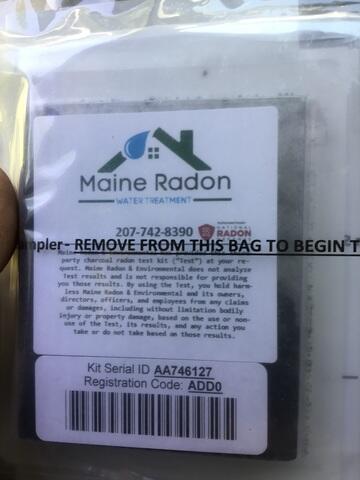 Maine Radon
WATER TREATMENT
207-742-8390
NATIONAL
RADON
ampler - REMOVE FROM THIS BAG TO BEGIN T
party charcoal radon test kit ("Test") at your re-
quest. Maine Radon & Environmental does not analyze
Test results and is not responsible for providing
you those results. By using the Test, you hold harm-
less Maine Radon & Environmental and its owners,
directors, officers, and employees from any claims
or damages, including without limitation bodily
injury or property damage, based on the use or non-
use of the Test, its results, and any action you
take or do not take based on those results.
Kit Serial ID AA746127
Registration Code: ADD0